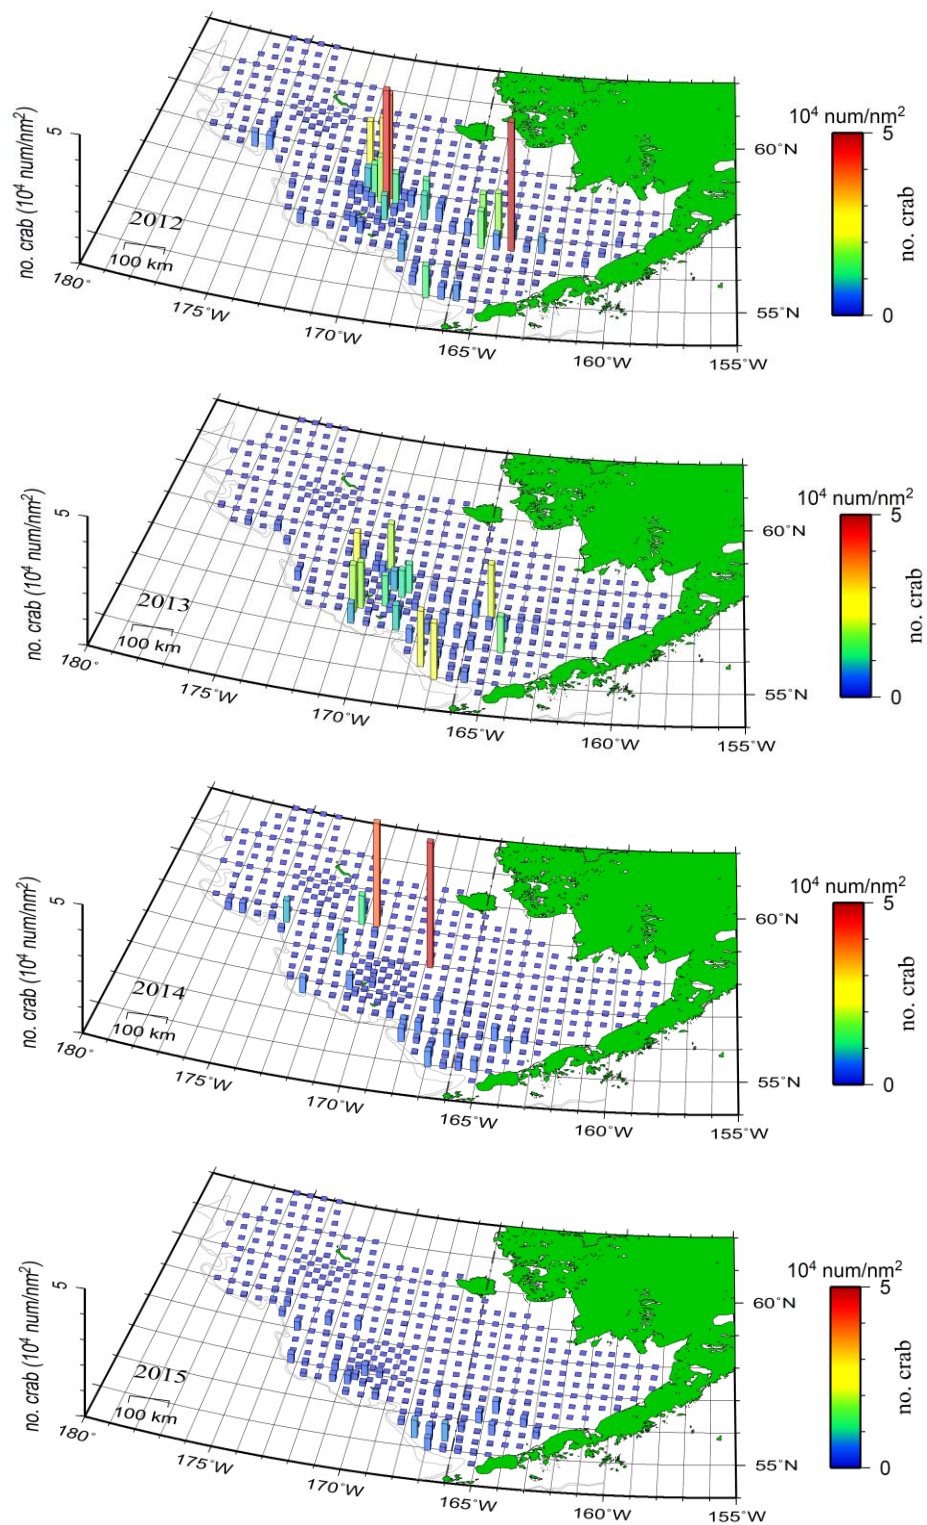 10⁴ num/nm²
no. crab (10⁴ num/nm²)
5
5
60˚N
no. crab
2012
100 km
0
55˚N
180˚
175˚W
170˚W
165˚W
160˚W
155˚W
10⁴ num/nm²
no. crab (10⁴ num/nm²)
5
5
60˚N
no. crab
2013
100 km
0
55˚N
180˚
175˚W
170˚W
165˚W
160˚W
155˚W
10⁴ num/nm²
no. crab (10⁴ num/nm²)
5
5
60˚N
no. crab
2014
100 km
0
55˚N
180˚
175˚W
170˚W
165˚W
160˚W
155˚W
10⁴ num/nm²
no. crab (10⁴ num/nm²)
5
5
60˚N
no. crab
2015
100 km
0
55˚N
180˚
175˚W
170˚W
165˚W
160˚W
155˚W